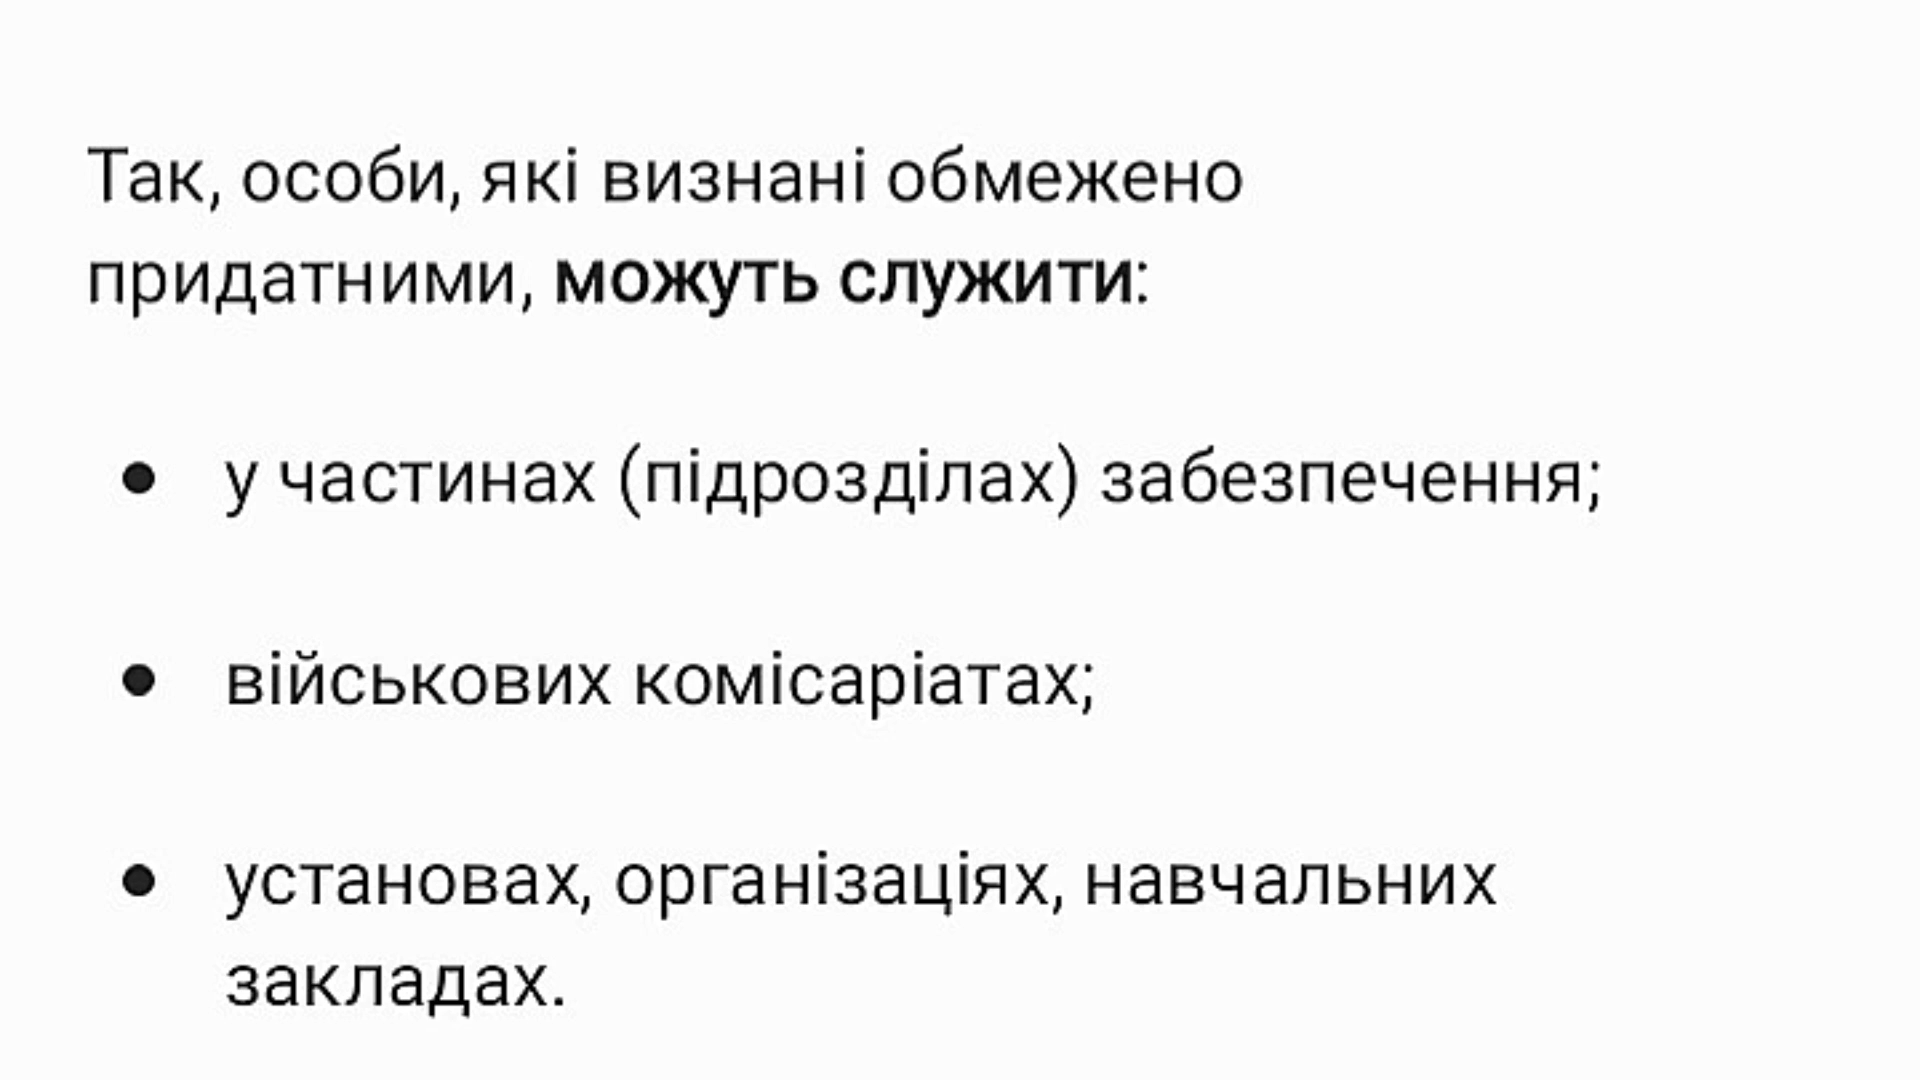 Так, особи, які визнані обмежено
придатними, можуть служити:
● у частинах (підрозділах) забезпечення;
● військових комісаріатах;
● установах, організаціях, навчальних
закладах.